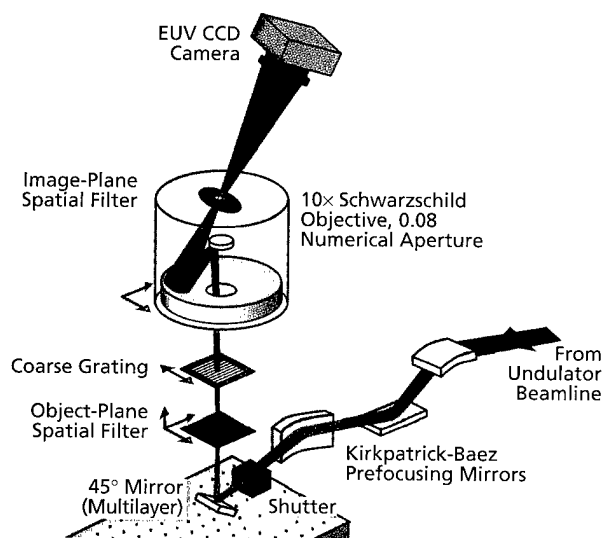 EUV CCD
Camera
Image-Plane
Spatial Filter
10× Schwarzschild
Objective, 0.08
Numerical Aperture
Coarse Grating
Object-Plane
Spatial Filter
From
Undulator
Beamline
Kirkpatrick-Baez
Prefocusing Mirrors
45° Mirror
(Multilayer)
Shutter